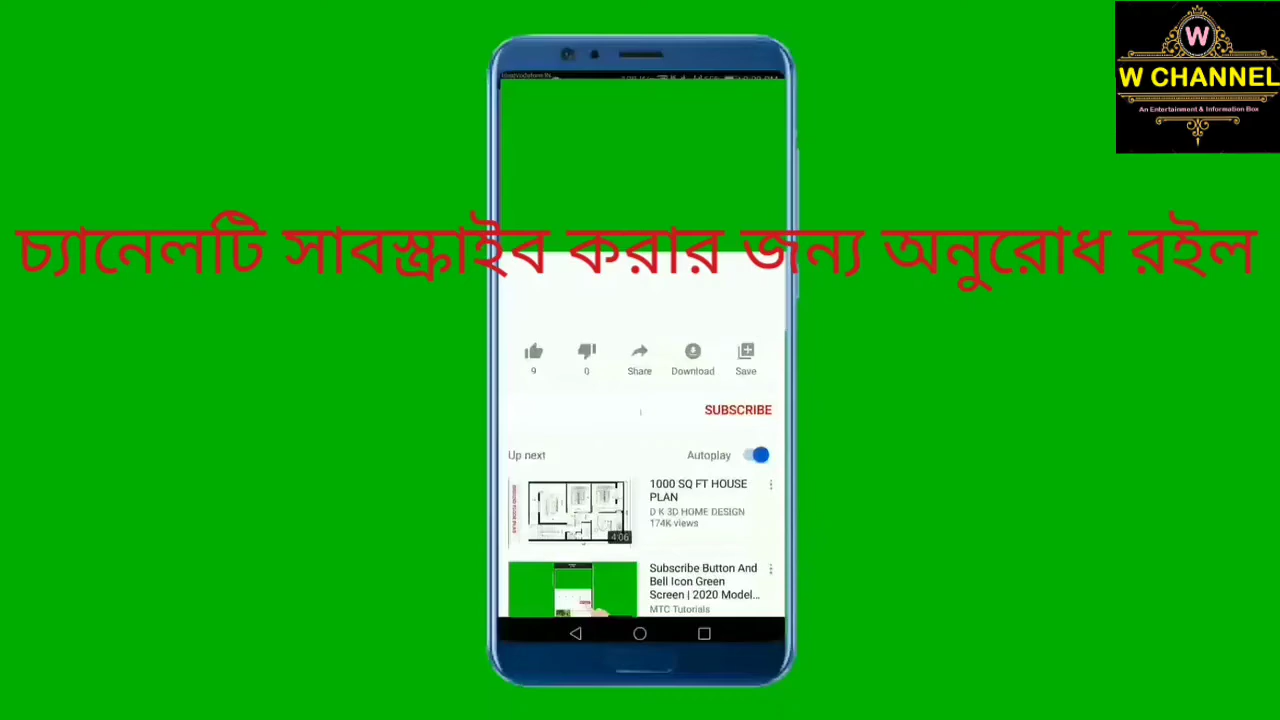 W
W CHANNEL
An Entertainment & Information Box
চ্যানেলটি সাবস্ক্রাইব করার জন্য অনুরোধ রইল
9
0
Share
Download
Save
SUBSCRIBE
Up next
Autoplay
1000 SQ FT HOUSE
PLAN
D K 3D HOME DESIGN
174K views
4:06
Subscribe Button And
Bell Icon Green
Screen | 2020 Model...
MTC Tutorials